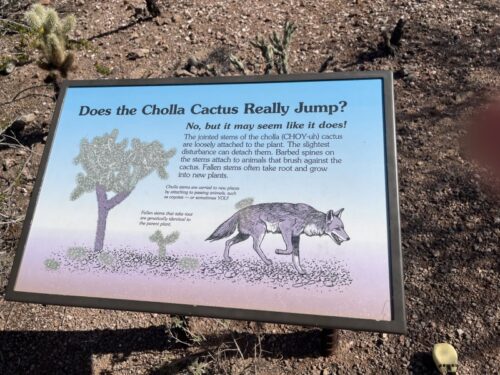 Does the Cholla Cactus Really Jump?
No, but it may seem like it does!
The jointed stems of the cholla (CHOY-uh) cactus
are loosely attached to the plant. The slightest
disturbance can detach them. Barbed spines on
the stems attach to animals that brush against the
cactus. Fallen stems often take root and grow
into new plants.
Cholla stems are carried to new places
by attaching to passing animals, such
as coyotes — or sometimes YOU!
Fallen stems that take root
are genetically identical to
the parent plant.